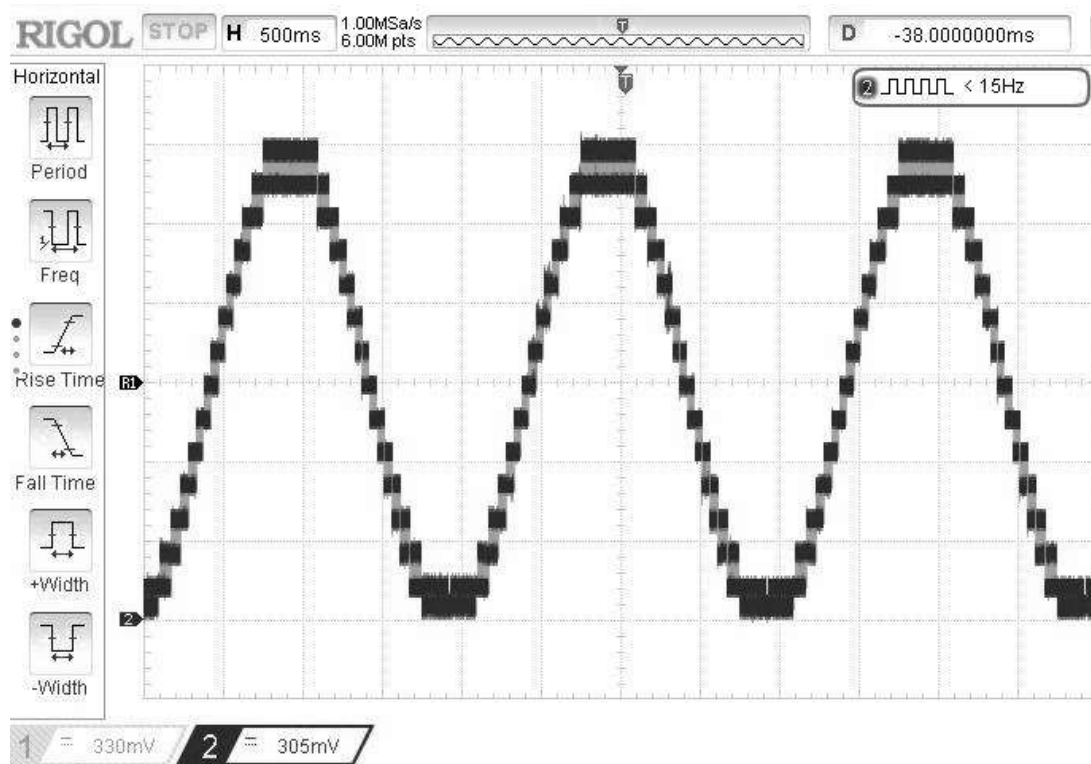 RIGOL STOP H 500ms 1.00MSa/s 6.00M pts T D -38.0000000ms
Horizontal
T
2 < 15Hz
Period
Freq
Rise Time
R1
Fall Time
+Width
2
-Width
1 330mV 2 305mV